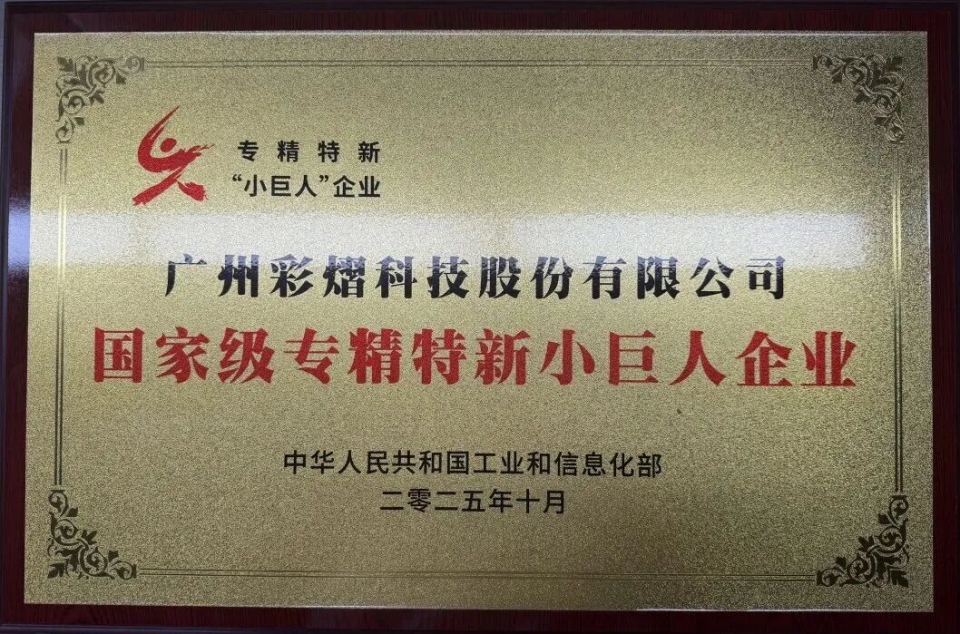 专精特新
“小巨人”企业
广州彩熠科技股份有限公司
国家级专精特新小巨人企业
中华人民共和国工业和信息化部
二零二五年十月